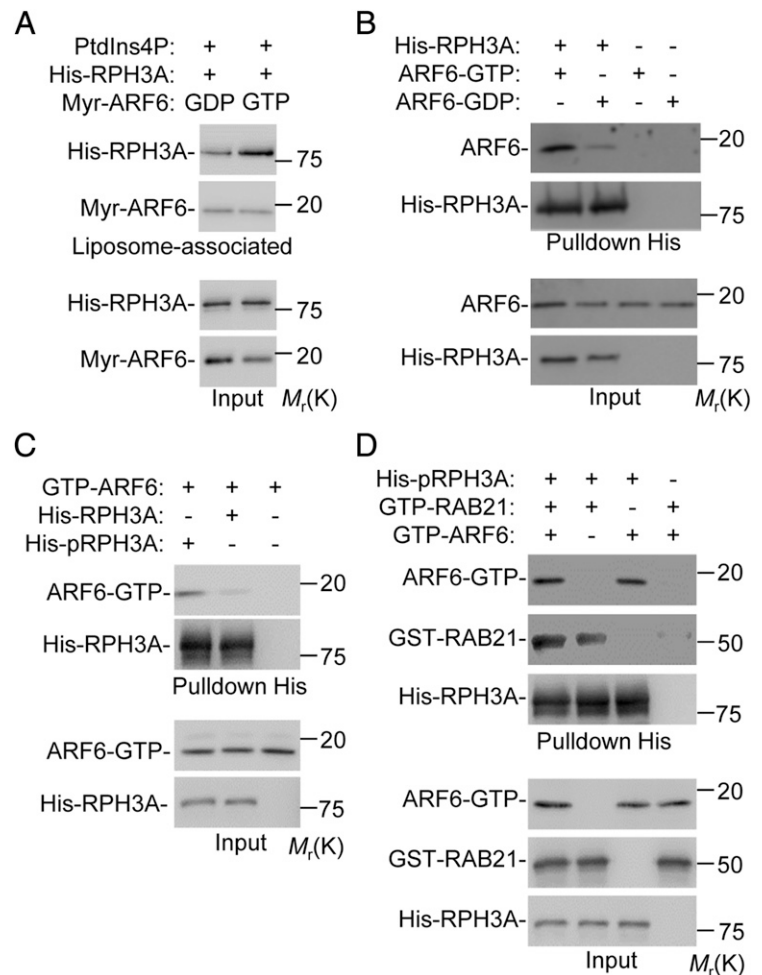 A
PtdIns4P: + +
His-RPH3A: + +
Myr-ARF6: GDP GTP
His-RPH3A- 75
Myr-ARF6- 20
Liposome-associated
His-RPH3A- 75
Myr-ARF6- 20
Input Mr(K)
B
His-RPH3A: + + - -
ARF6-GTP: + - + -
ARF6-GDP: - + - +
ARF6- 20
His-RPH3A- 75
Pulldown His
ARF6- 20
His-RPH3A- 75
Input Mr(K)
C
GTP-ARF6: + + +
His-RPH3A: - + -
His-pRPH3A: + - -
ARF6-GTP- 20
His-RPH3A- 75
Pulldown His
ARF6-GTP- 20
His-RPH3A- 75
Input Mr(K)
D
His-pRPH3A: + + + -
GTP-RAB21: + + - +
GTP-ARF6: + - + +
ARF6-GTP- 20
GST-RAB21- 50
His-RPH3A- 75
Pulldown His
ARF6-GTP- 20
GST-RAB21- 50
His-RPH3A- 75
Input Mr(K)